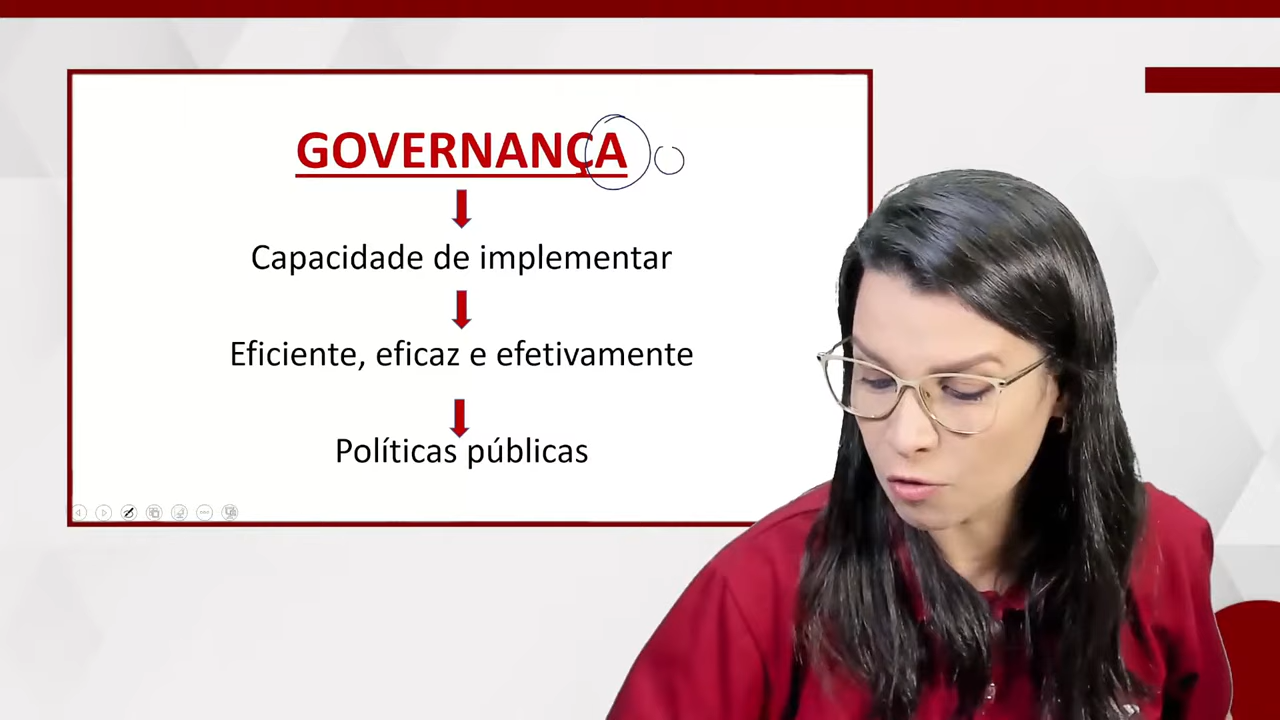 GOVERNANÇA
Capacidade de implementar
Eficiente, eficaz e efetivamente
Políticas públicas